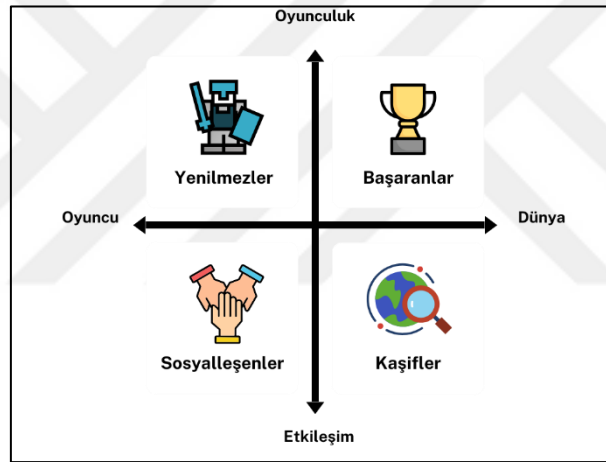 Oyunculuk
Yenilmezler
Başaranlar
Oyuncu
Dünya
Sosyalleşenler
Kaşifler
Etkileşim